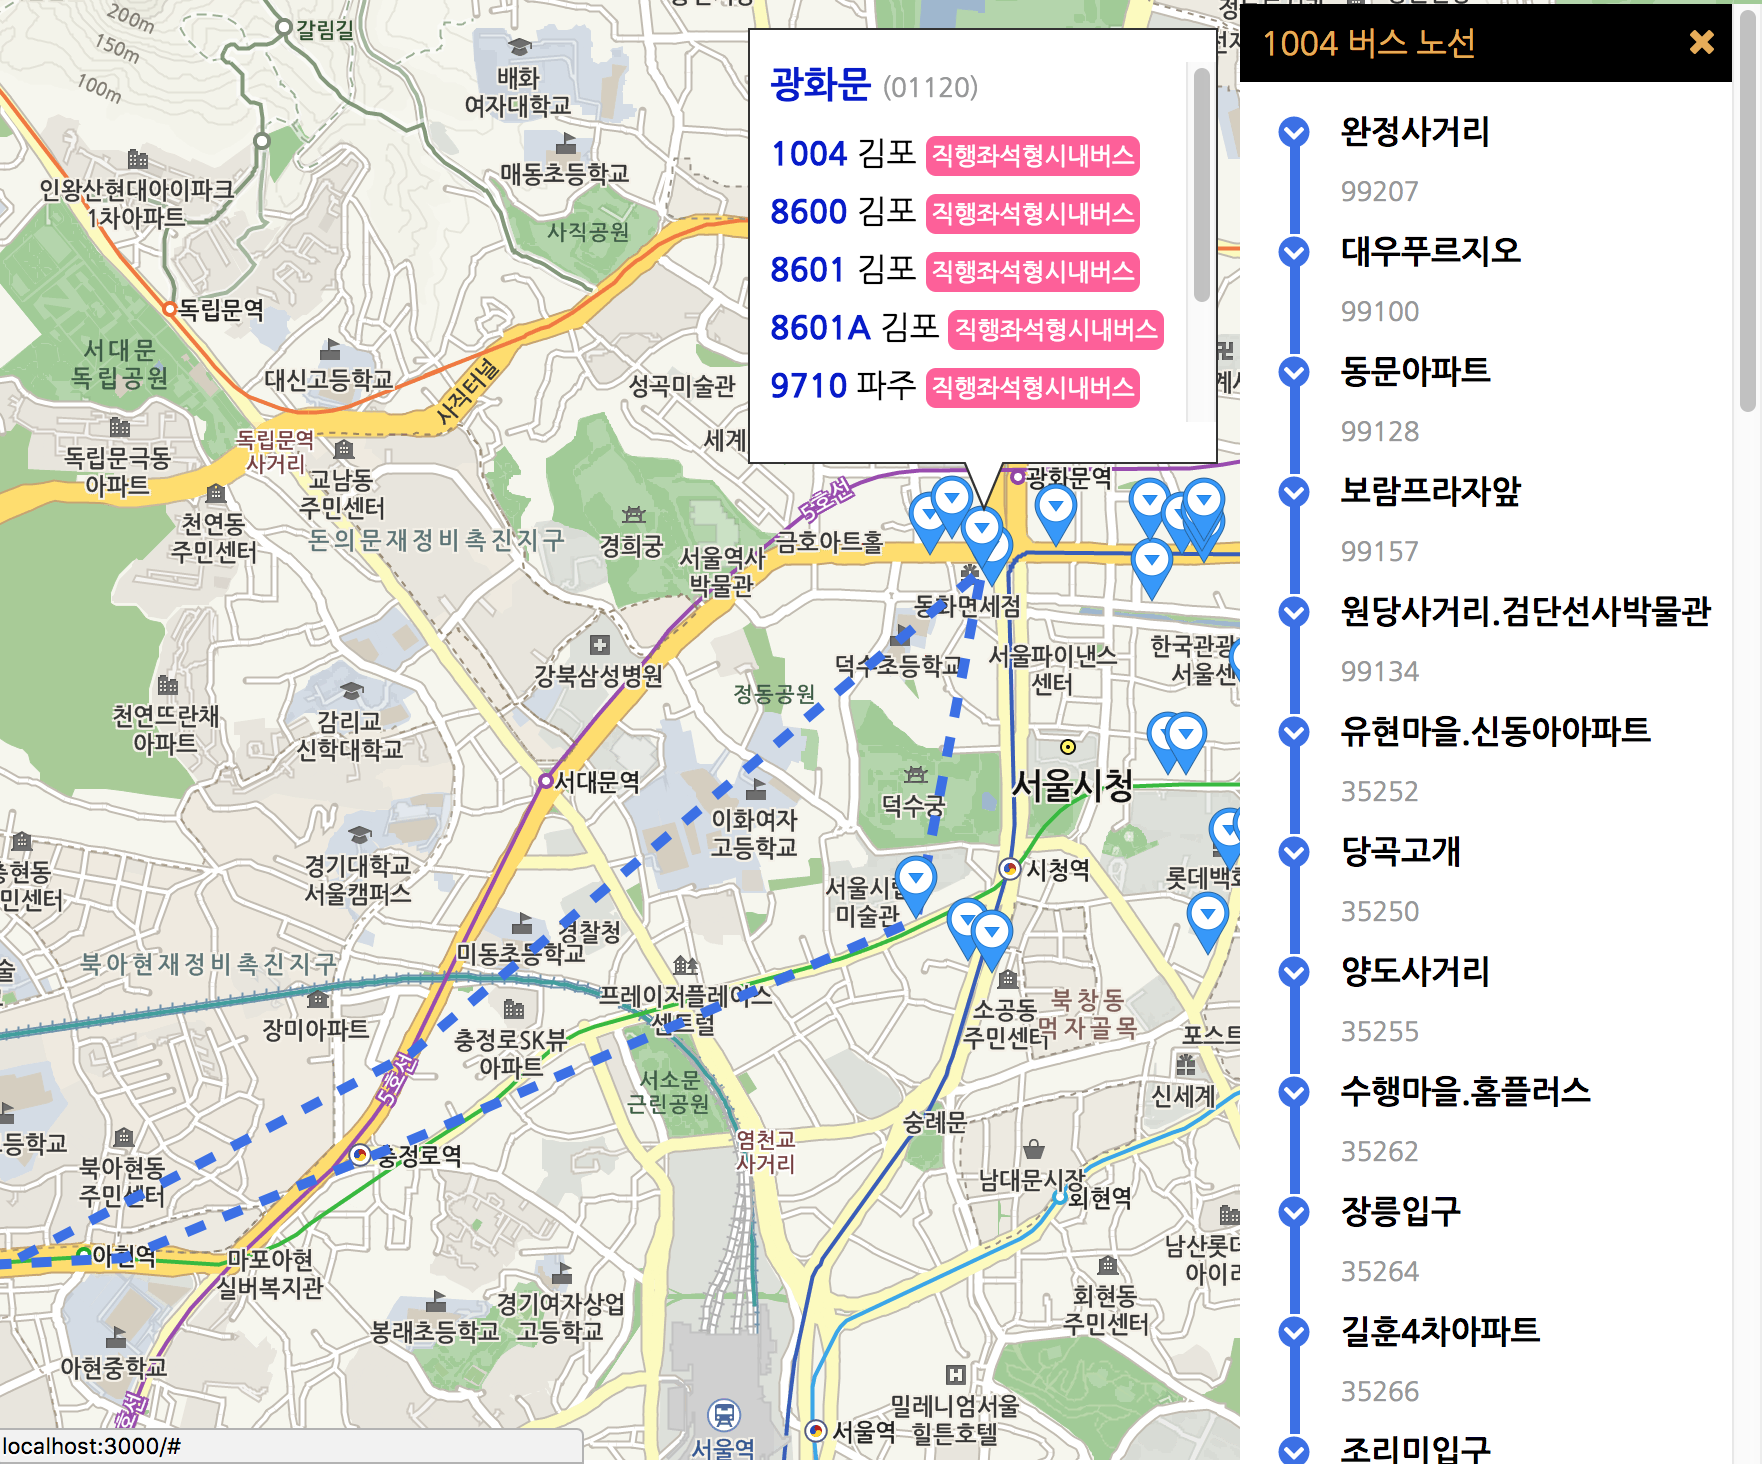 200m
150m
100m
갈림길
배화
여자대학교
매동초등학교
인왕산현대아이파크
1차아파트
사직공원
독립문역
서대문
독립공원
대신고등학교
사직터널
성곡미술관
세계
독립문역
사거리
독립문극동
아파트
교남동
주민센터
천연동
주민센터
돈의문재정비촉진지구
경희궁
서울역사
박물관
금호아트홀
5호선
광화문역
동화면세점
덕수초등학교
서울파이낸스
센터
한국관광
서울센
강북삼성병원
정동공원
천연뜨란채
아파트
감리교
신학대학교
서대문역
덕수궁
서울시청
이화여자
고등학교
경기대학교
서울캠퍼스
충현동
민센터
서울시립
미술관
시청역
롯데백화
경찰청
미동초등학교
북아현재정비촉진지구
장미아파트
프레이저플레이스
센트럴
충정로SK뷰
아파트
소공동
주민센터
북창동
먹자골목
포스트
5호선
서소문
근린공원
신세계
숭례문
염천교
사거리
등학교
북아현동
주민센터
충정로역
남대문시장
회현역
아현역
마포아현
실버복지관
남산롯데
아이리
회현동
주민센터
경기여자상업
고등학교
봉래초등학교
아현중학교
호선
밀레니엄서울
힐튼호텔
서울역
서울역
localhost:3000/#
광화문 (01120)
1004 김포 직행좌석형시내버스
8600 김포 직행좌석형시내버스
8601 김포 직행좌석형시내버스
8601A 김포 직행좌석형시내버스
9710 파주 직행좌석형시내버스
1004 버스 노선
완정사거리
99207
대우푸르지오
99100
동문아파트
99128
보람프라자앞
99157
원당사거리.검단선사박물관
99134
유현마을.신동아아파트
35252
당곡고개
35250
양도사거리
35255
수행마을.홈플러스
35262
장릉입구
35264
길훈4차아파트
35266
조리미입구